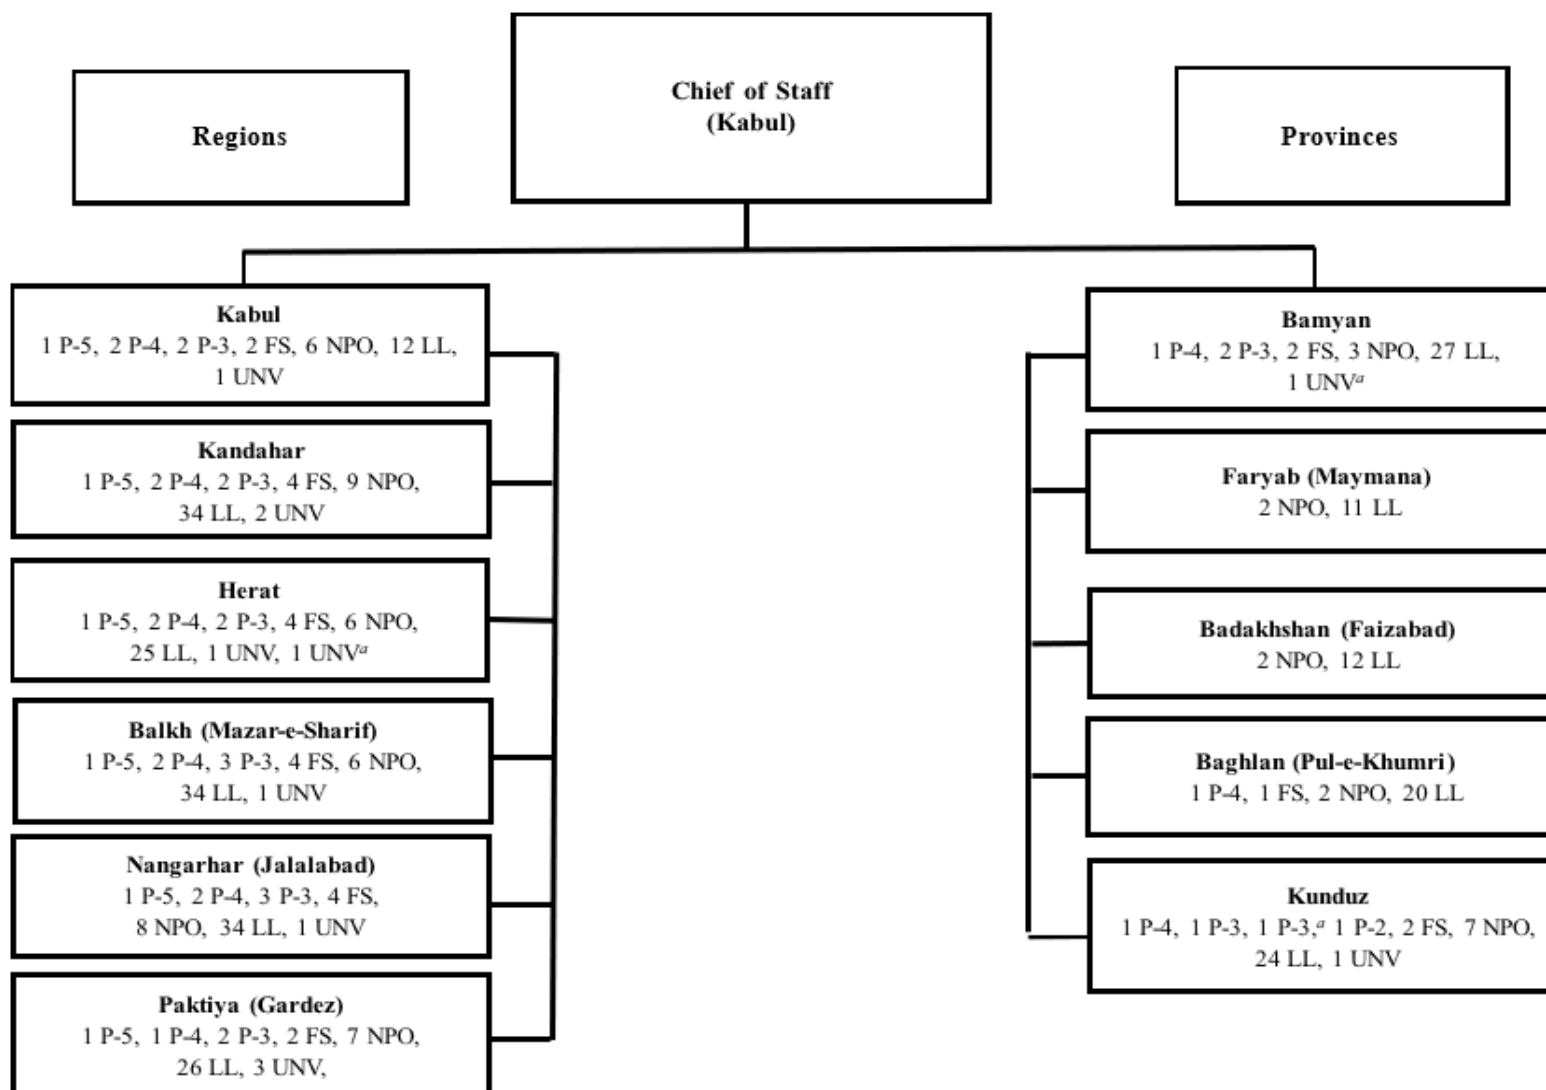 Regions
Chief of Staff
(Kabul)
Provinces
Kabul
1 P-5, 2 P-4, 2 P-3, 2 FS, 6 NPO, 12 LL,
1 UNV
Kandahar
1 P-5, 2 P-4, 2 P-3, 4 FS, 9 NPO,
34 LL, 2 UNV
Herat
1 P-5, 2 P-4, 2 P-3, 4 FS, 6 NPO,
25 LL, 1 UNV, 1 UNVᵃ
Balkh (Mazar-e-Sharif)
1 P-5, 2 P-4, 3 P-3, 4 FS, 6 NPO,
34 LL, 1 UNV
Nangarhar (Jalalabad)
1 P-5, 2 P-4, 3 P-3, 4 FS,
8 NPO, 34 LL, 1 UNV
Paktiya (Gardez)
1 P-5, 1 P-4, 2 P-3, 2 FS, 7 NPO,
26 LL, 3 UNV,
Bamyan
1 P-4, 2 P-3, 2 FS, 3 NPO, 27 LL,
1 UNVᵃ
Faryab (Maymana)
2 NPO, 11 LL
Badakhshan (Faizabad)
2 NPO, 12 LL
Baghlan (Pul-e-Khumri)
1 P-4, 1 FS, 2 NPO, 20 LL
Kunduz
1 P-4, 1 P-3, 1 P-3,ᵃ 1 P-2, 2 FS, 7 NPO,
24 LL, 1 UNV